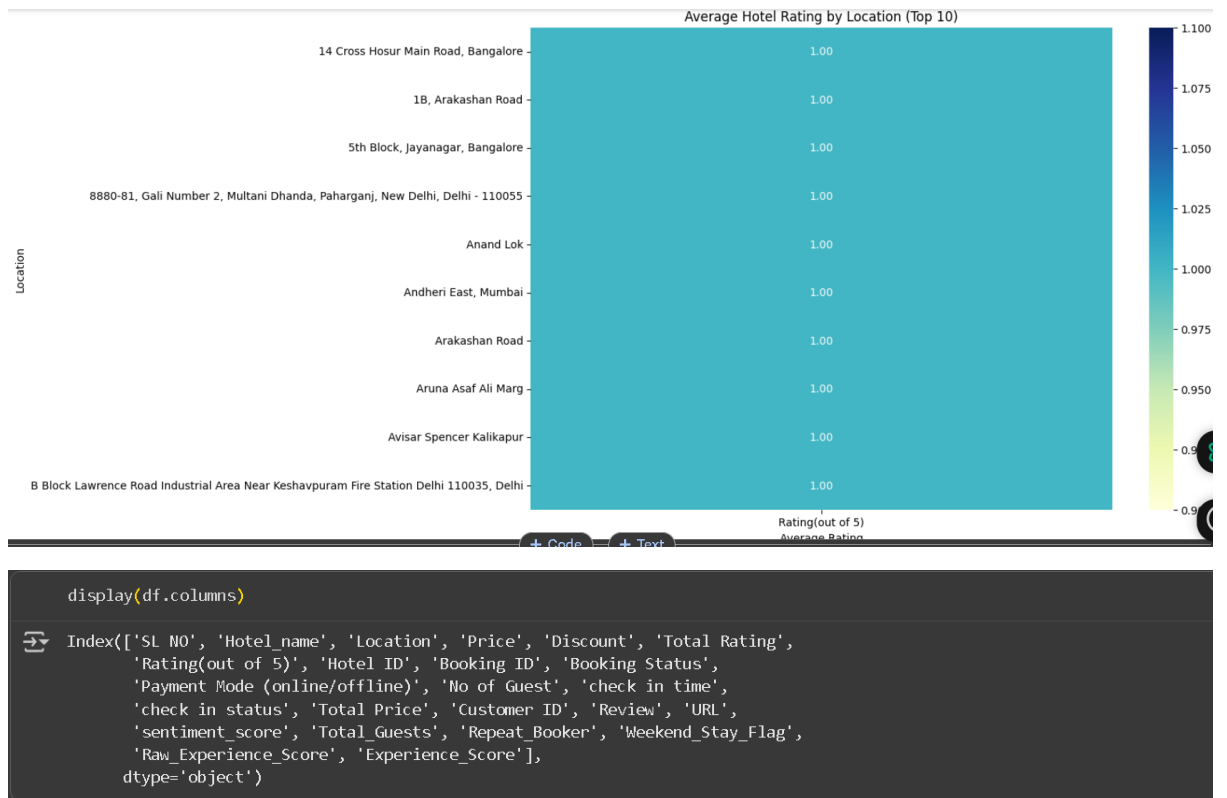 Average Hotel Rating by Location (Top 10)
14 Cross Hosur Main Road, Bangalore
1B, Arakashan Road
5th Block, Jayanagar, Bangalore
8880-81, Gali Number 2, Multani Dhanda, Paharganj, New Delhi, Delhi - 110055
Anand Lok
Andheri East, Mumbai
Arakashan Road
Aruna Asaf Ali Marg
Avisar Spencer Kalikapur
B Block Lawrence Road Industrial Area Near Keshavpuram Fire Station Delhi 110035, Delhi
Location
1.00
1.00
1.00
1.00
1.00
1.00
1.00
1.00
1.00
1.00
1.100
1.075
1.050
1.025
1.000
0.975
0.950
Rating(out of 5)
Average Rating
+ Code
+ Text
display(df.columns)
Index(['SL NO', 'Hotel_name', 'Location', 'Price', 'Discount', 'Total Rating',
'Rating(out of 5)', 'Hotel ID', 'Booking ID', 'Booking Status',
'Payment Mode (online/offline)', 'No of Guest', 'check in time',
'check in status', 'Total Price', 'Customer ID', 'Review', 'URL',
'sentiment_score', 'Total_Guests', 'Repeat_Booker', 'Weekend_Stay_Flag',
'Raw_Experience_Score', 'Experience_Score'],
dtype='object')